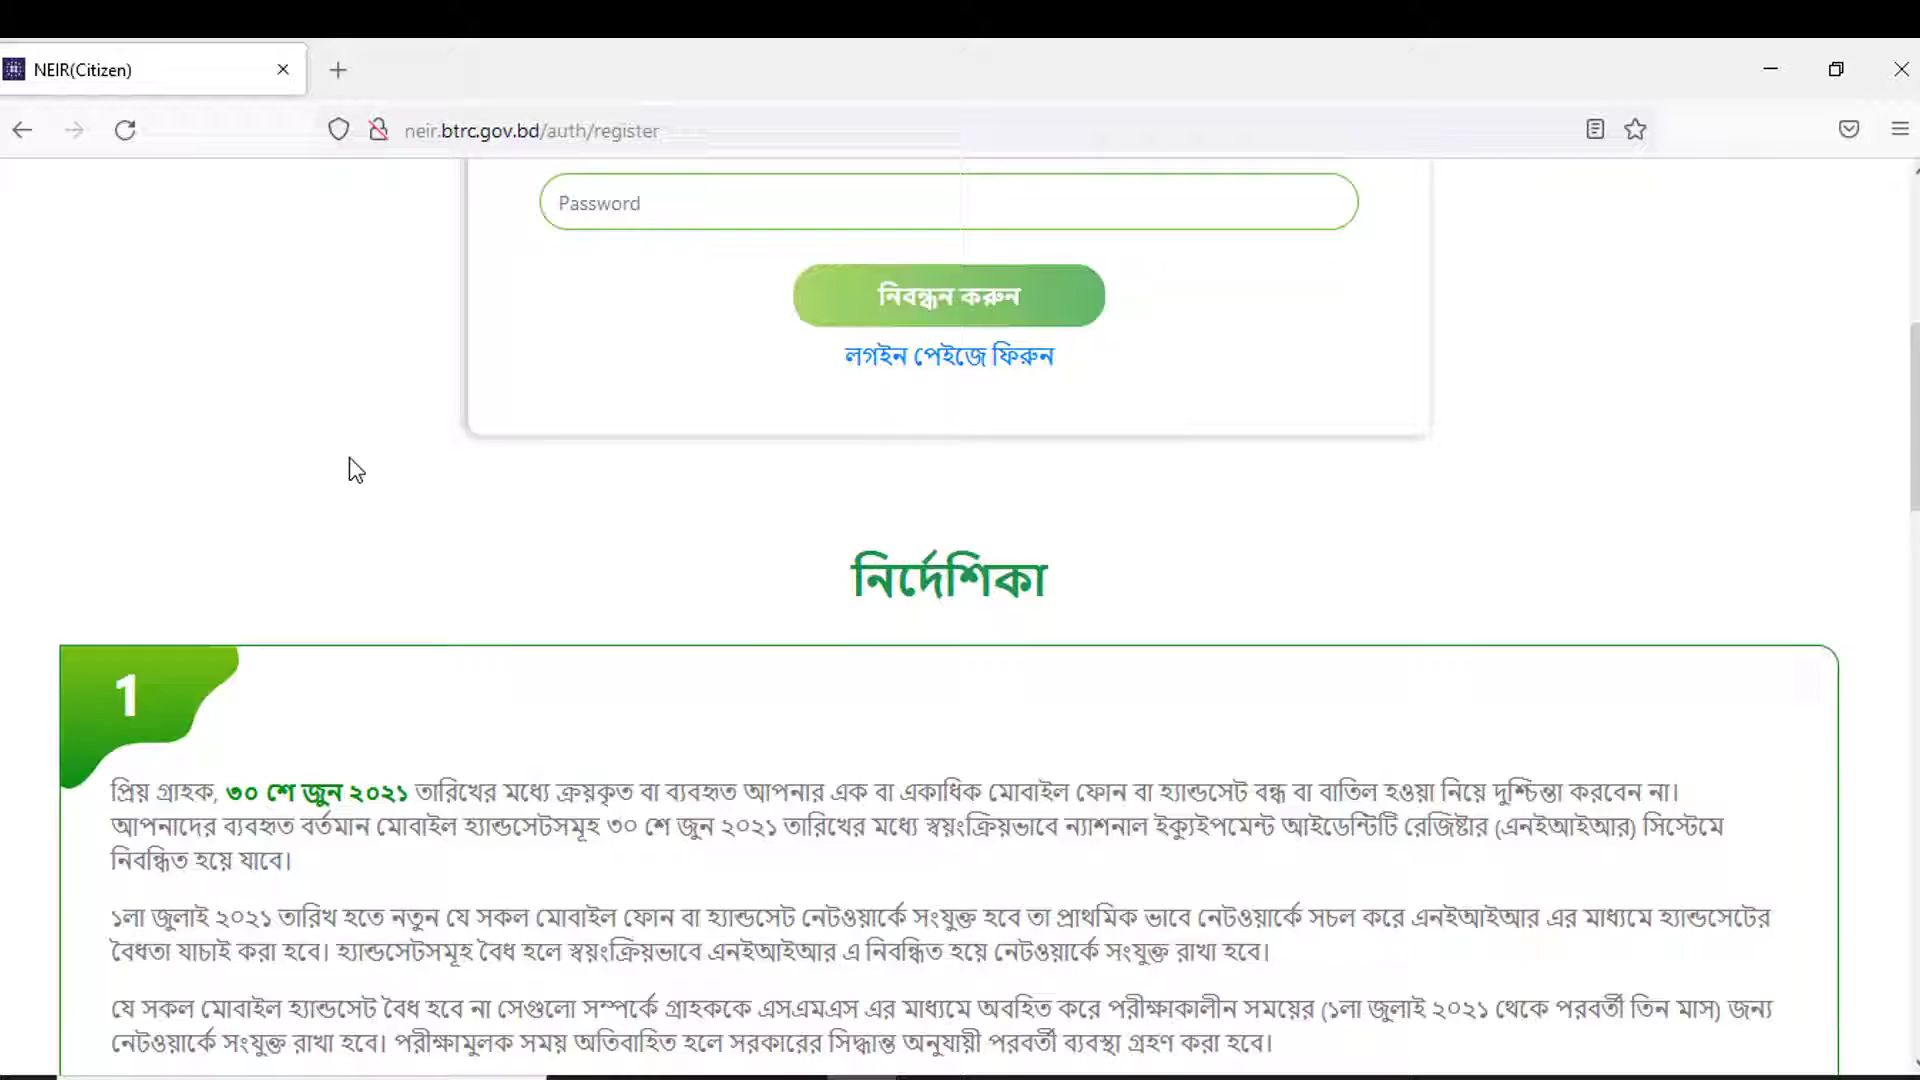 NEIR(Citizen)
neir.btrc.gov.bd/auth/register
Password
নিবন্ধন করুন
লগইন পেইজে ফিরুন
নির্দেশিকা
1
প্রিয় গ্রাহক, ৩০ শে জুন ২০২১ তারিখের মধ্যে ক্রয়কৃত বা ব্যবহৃত আপনার এক বা একাধিক মোবাইল ফোন বা হ্যান্ডসেট বন্ধ বা বাতিল হওয়া নিয়ে দুশ্চিন্তা করবেন না।
আপনাদের ব্যবহৃত বর্তমান মোবাইল হ্যান্ডসেটসমূহ ৩০ শে জুন ২০২১ তারিখের মধ্যে স্বয়ংক্রিয়ভাবে ন্যাশনাল ইক্যুইপমেন্ট আইডেন্টিটি রেজিষ্টার (এনইআইআর) সিস্টেমে
নিবন্ধিত হয়ে যাবে।
১লা জুলাই ২০২১ তারিখ হতে নতুন যে সকল মোবাইল ফোন বা হ্যান্ডসেট নেটওয়ার্কে সংযুক্ত হবে তা প্রাথমিক ভাবে নেটওয়ার্কে সচল করে এনইআইআর এর মাধ্যমে হ্যান্ডসেটের
বৈধতা যাচাই করা হবে। হ্যান্ডসেটসমূহ বৈধ হলে স্বয়ংক্রিয়ভাবে এনইআইআর এ নিবন্ধিত হয়ে নেটওয়ার্কে সংযুক্ত রাখা হবে।
যে সকল মোবাইল হ্যান্ডসেট বৈধ হবে না সেগুলো সম্পর্কে গ্রাহককে এসএমএস এর মাধ্যমে অবহিত করে পরীক্ষাকালীন সময়ের (১লা জুলাই ২০২১ থেকে পরবর্তী তিন মাস) জন্য
নেটওয়ার্কে সংযুক্ত রাখা হবে। পরীক্ষামুলক সময় অতিবাহিত হলে সরকারের সিদ্ধান্ত অনুযায়ী পরবর্তী ব্যবস্থা গ্রহণ করা হবে।